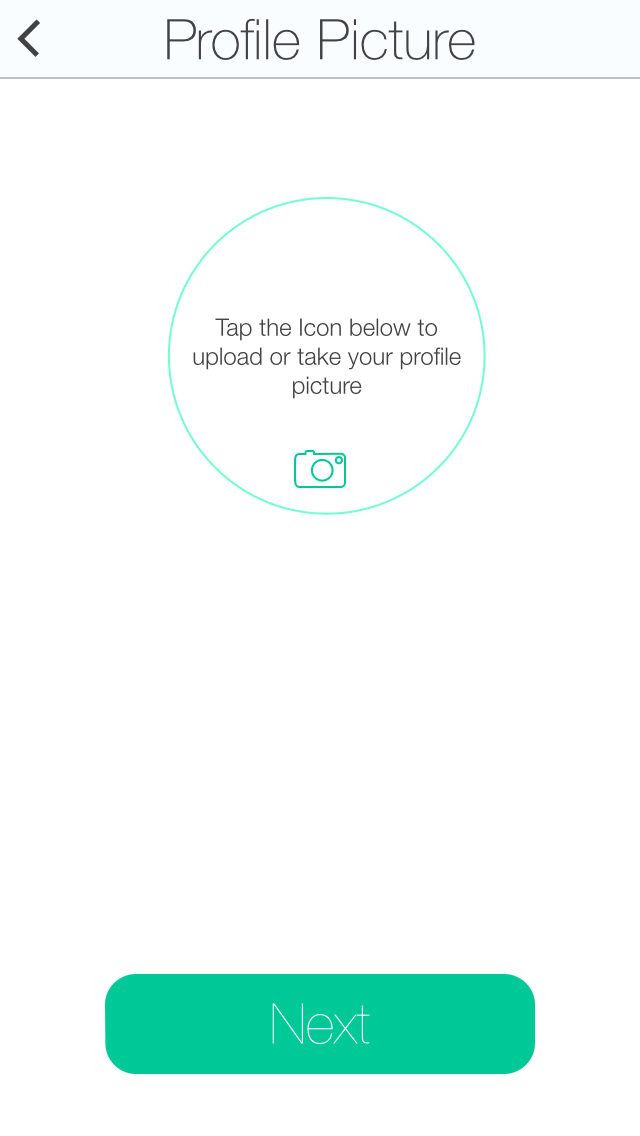 Profile Picture
Tap the Icon below to
upload or take your profile
picture
Next